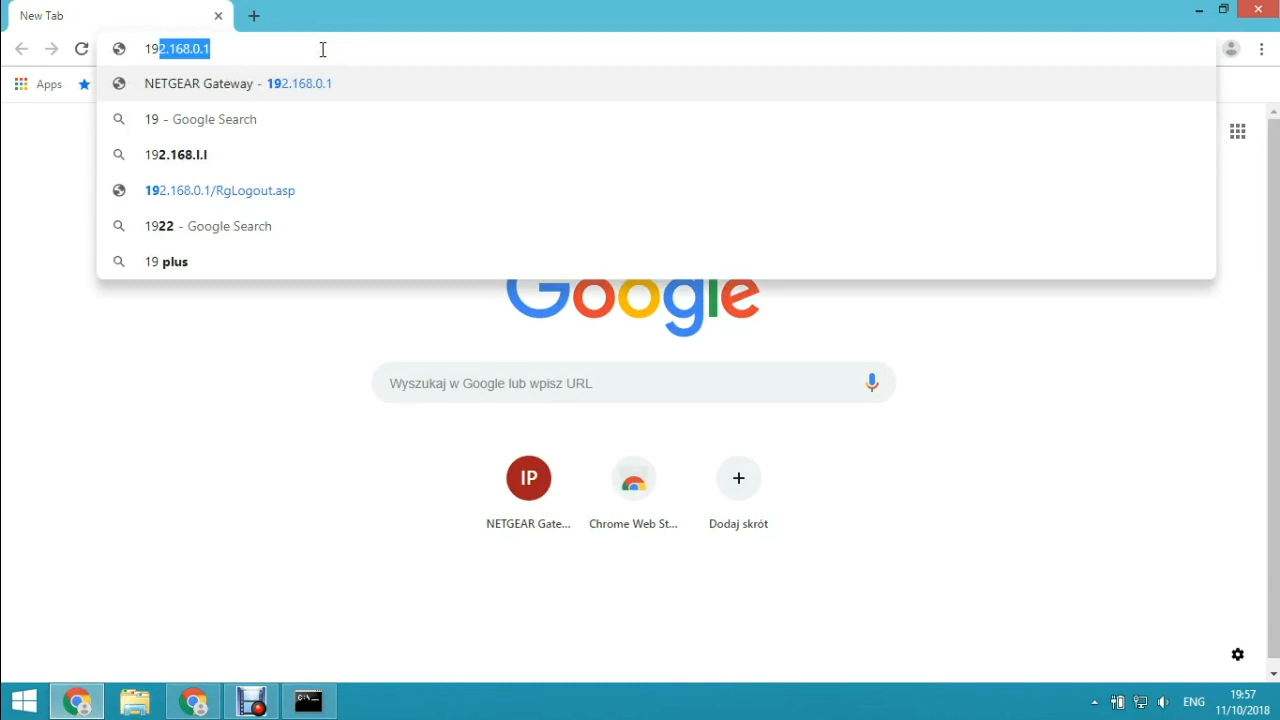 New Tab
192.168.0.1
NETGEAR Gateway - 192.168.0.1
Apps
19 - Google Search
192.168.l.l
192.168.0.1/RgLogout.asp
1922 - Google Search
19 plus
Google
Wyszukaj w Google lub wpisz URL
IP
NETGEAR Gate...
Chrome Web St...
Dodaj skrót
C:\
ENG
19:57
11/10/2018